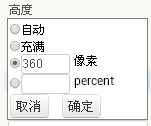 高度
自动
充满
360 像素
percent
取消 确定